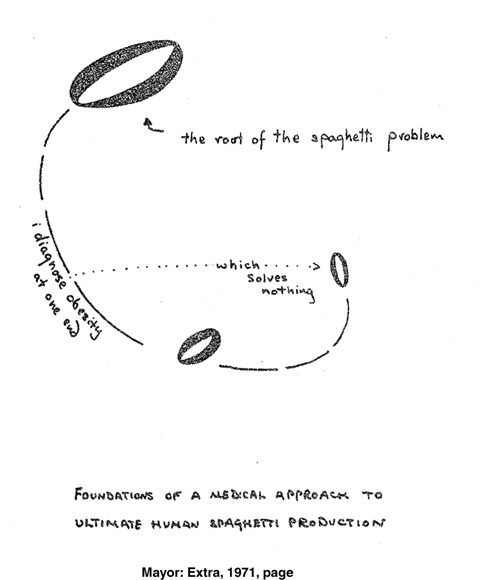 the root of the spaghetti problem
i diagnose obesity
at one end
which
solves
nothing
FOUNDATIONS OF A MEDICAL APPROACH TO
ULTIMATE HUMAN SPAGHETTI PRODUCTION
Mayor: Extra, 1971, page